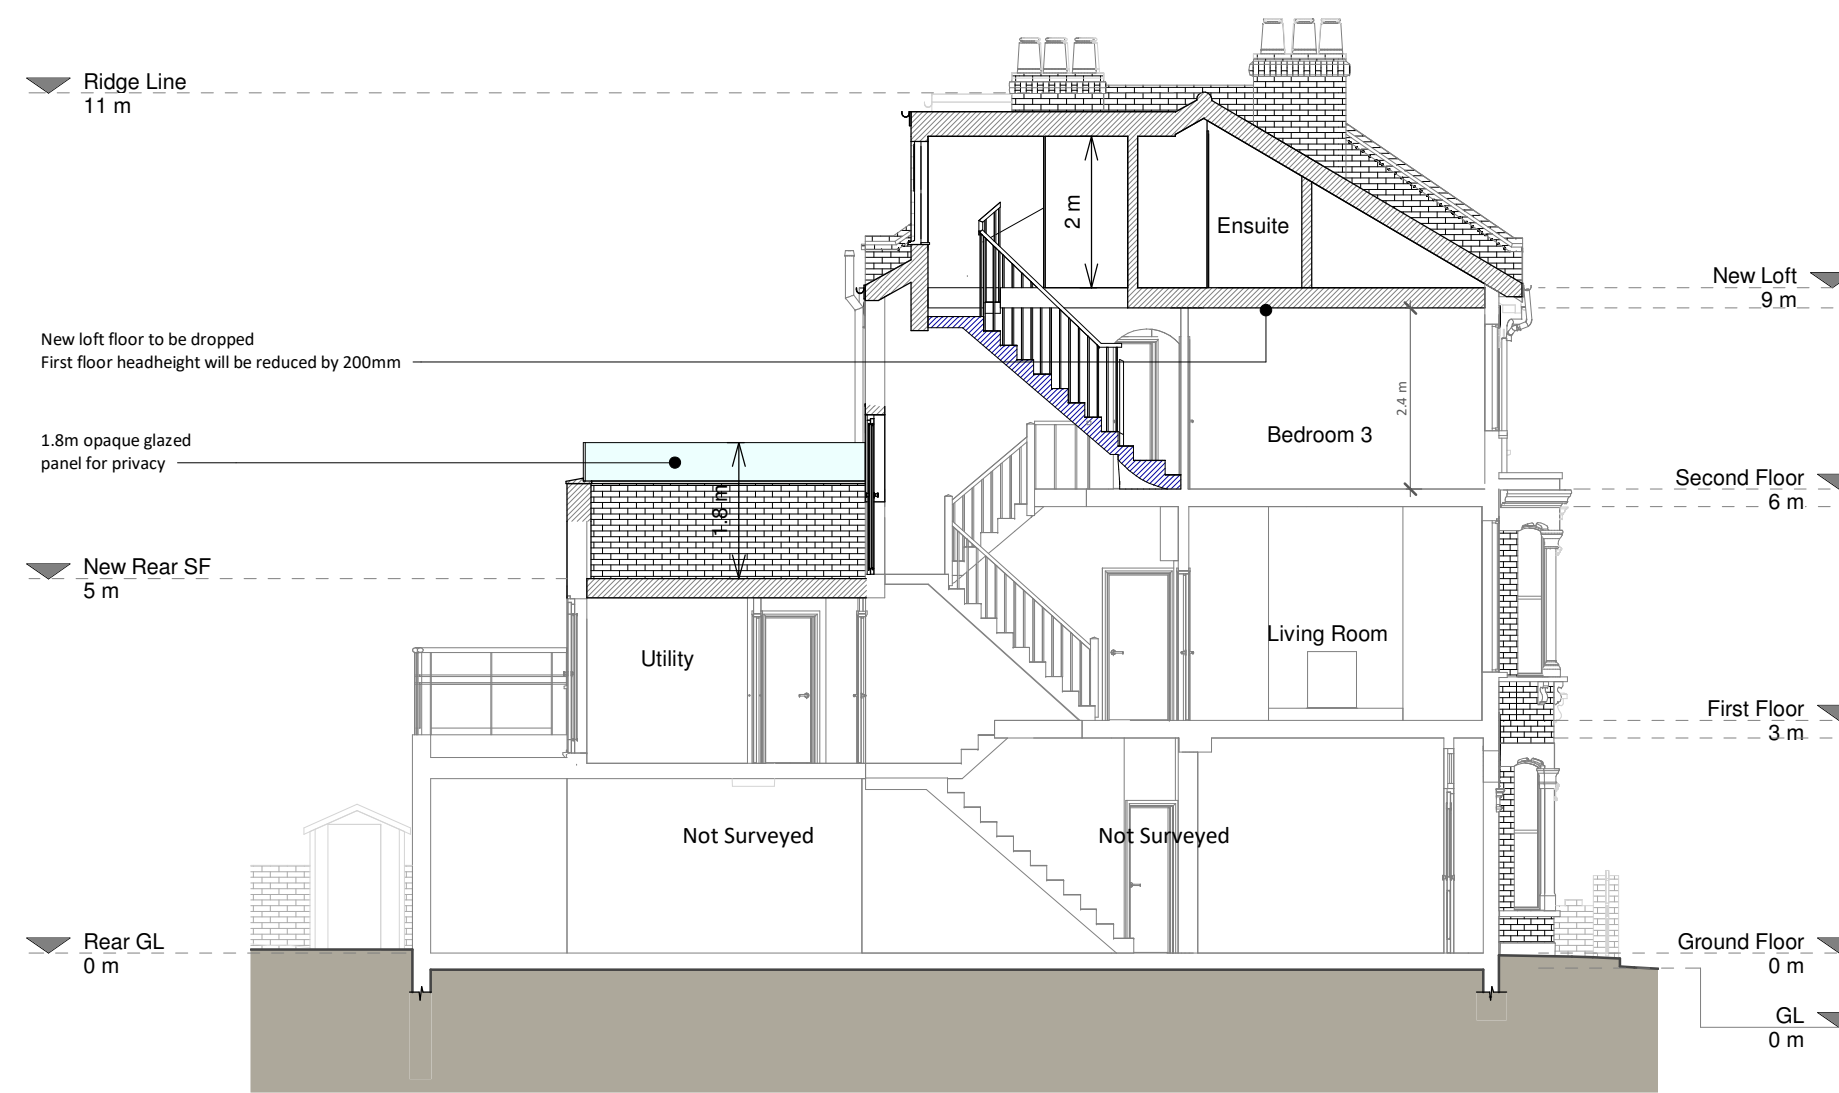 Ridge Line
11 m
2 m
Ensuite
New Loft
9 m
New loft floor to be dropped
First floor headheight will be reduced by 200mm
2.4 m
Bedroom 3
1.8m opaque glazed
panel for privacy
1.8 m
Second Floor
6 m
New Rear SF
5 m
Utility
Living Room
First Floor
3 m
Not Surveyed
Not Surveyed
Rear GL
0 m
Ground Floor
0 m
GL
0 m